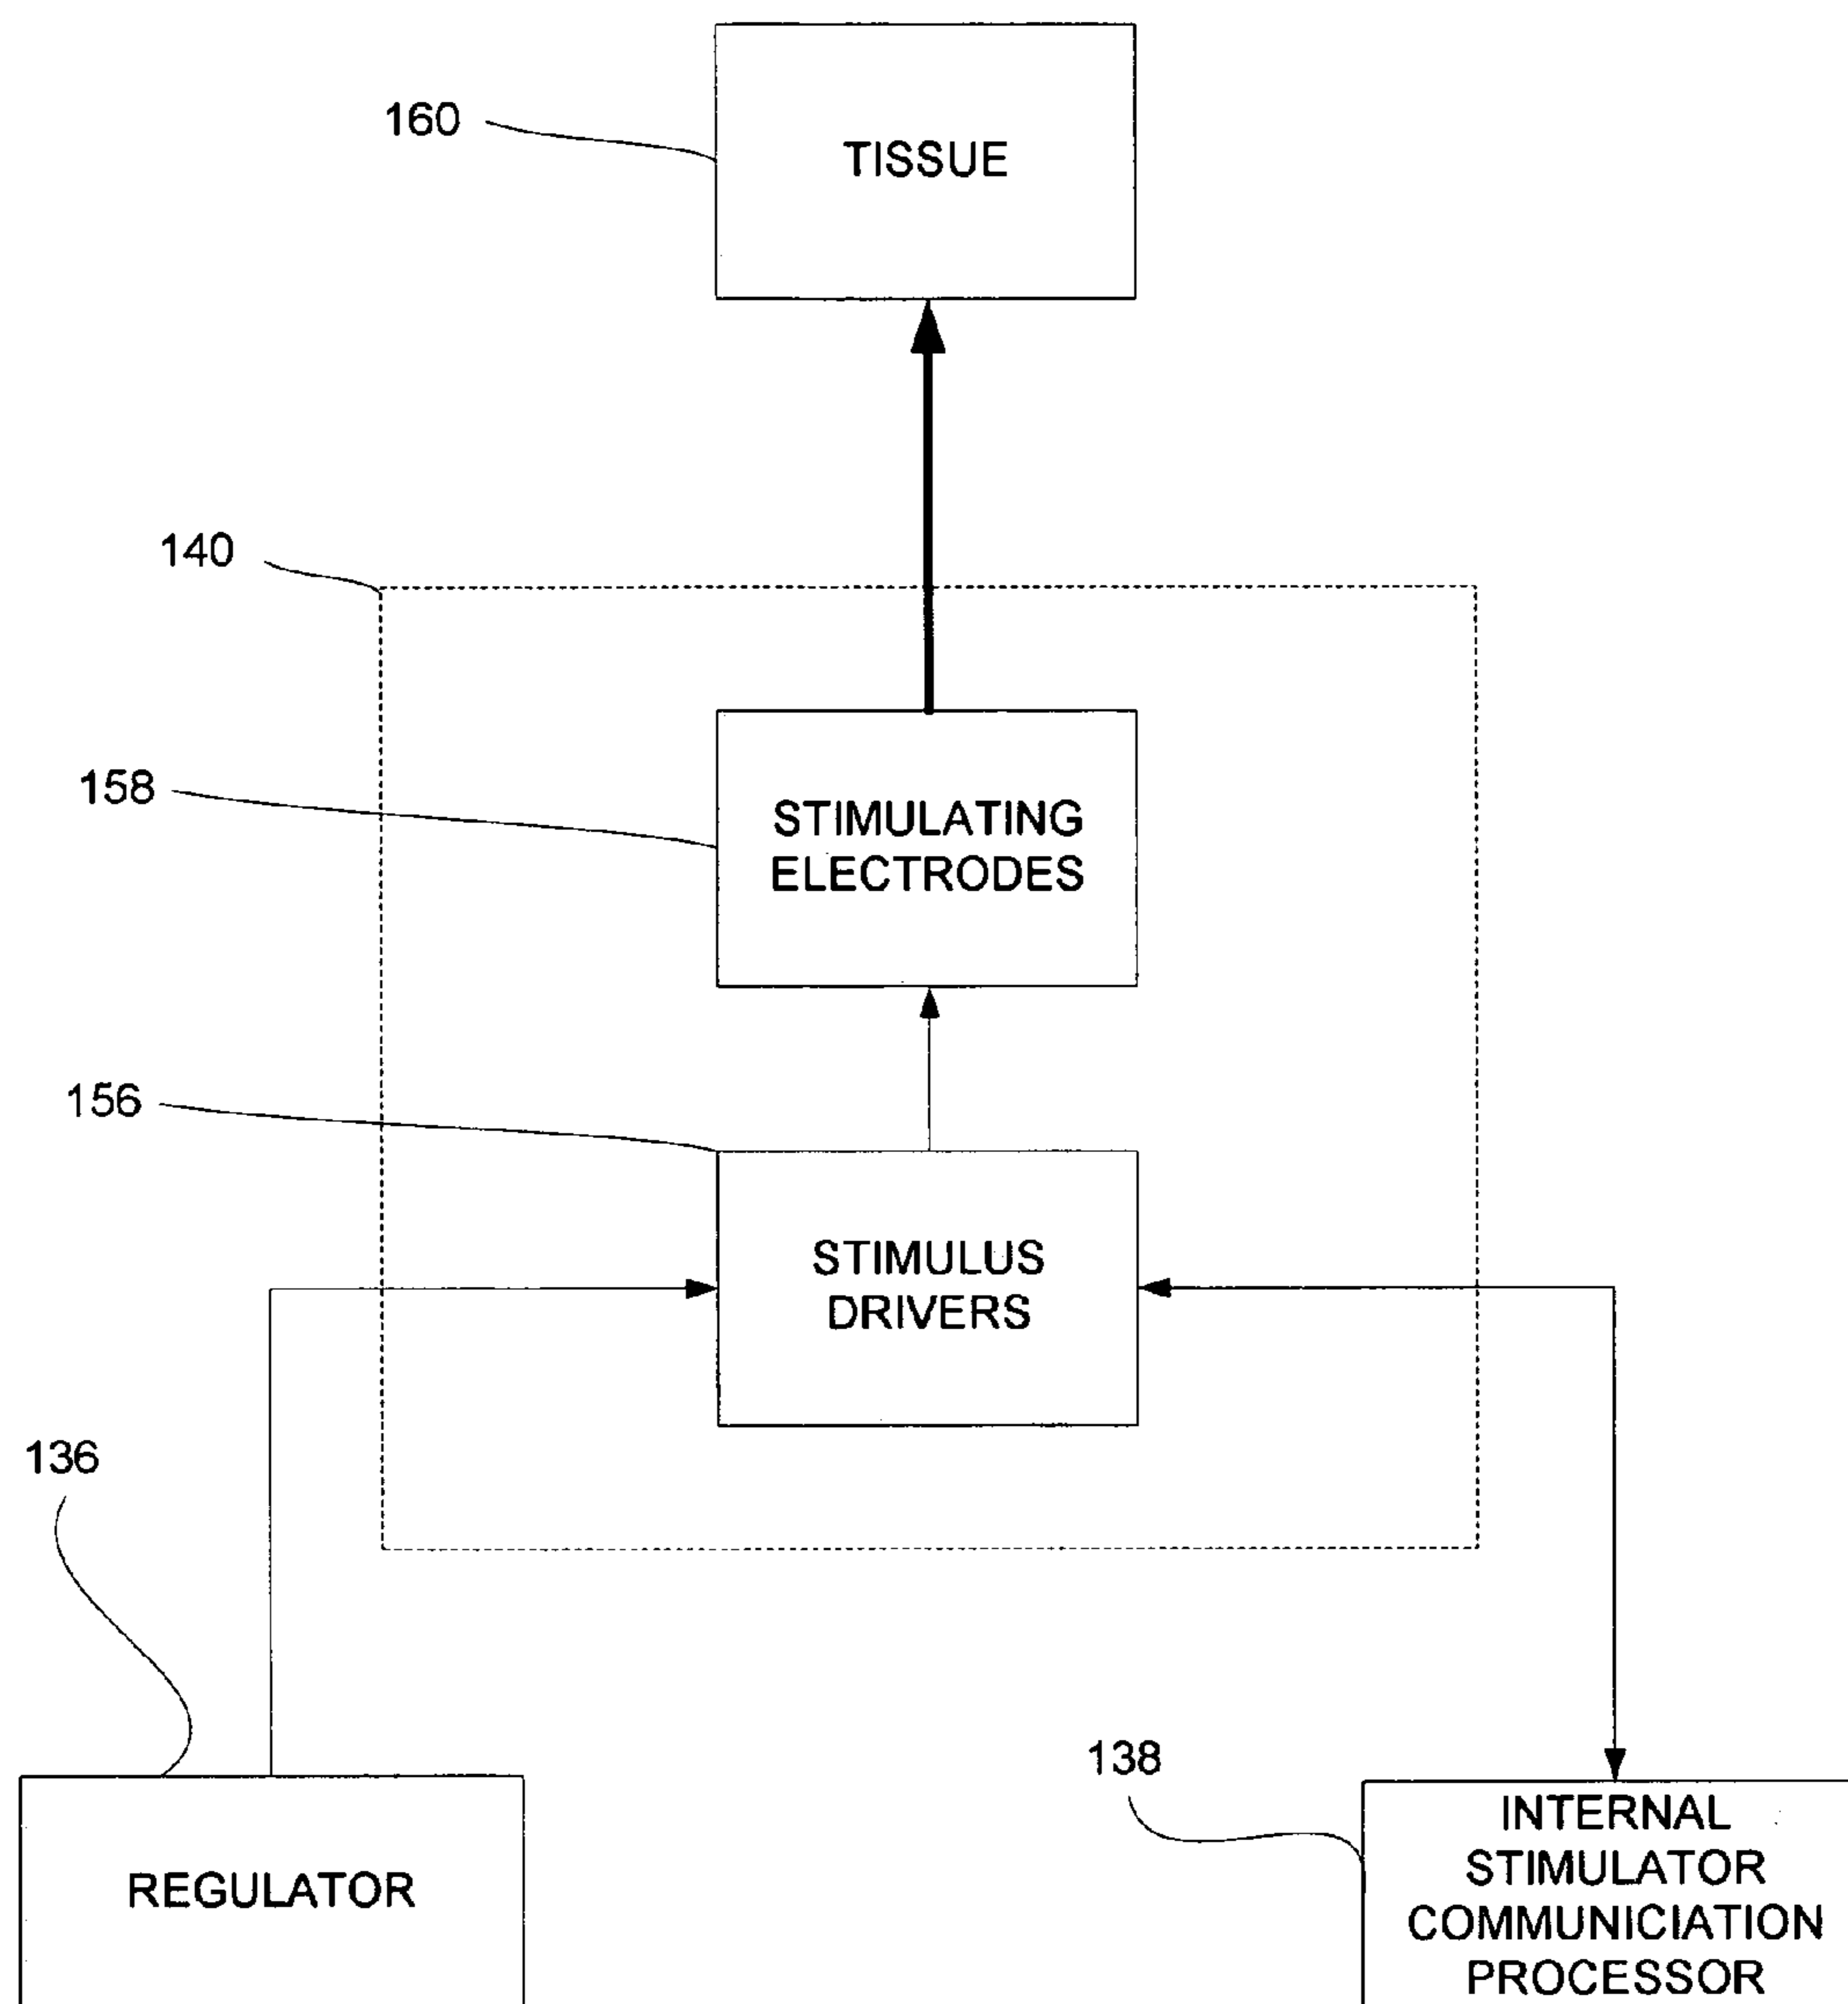 160
TISSUE
140
158
STIMULATING
ELECTRODES
156
STIMULUS
DRIVERS
136
138
REGULATOR
INTERNAL
STIMULATOR
COMMUNICIATION
PROCESSOR